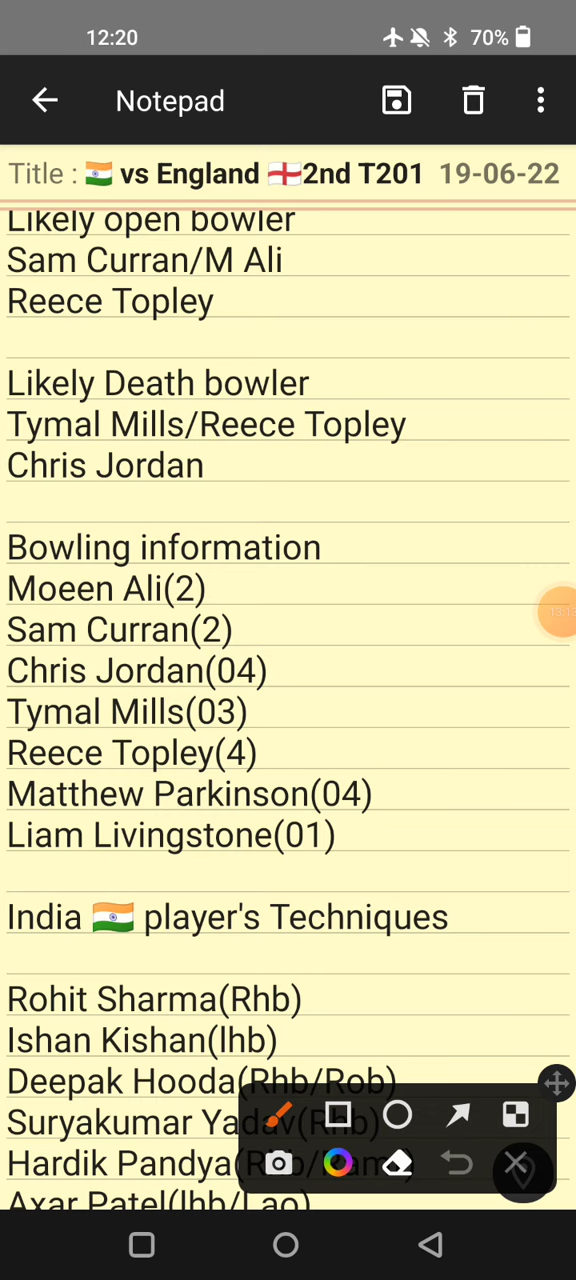 12:20 70%
Notepad
Title : 🇮🇳 vs England 🏴󠁧󠁢󠁥󠁮󠁧󠁿2nd T201 19-06-22
Likely open bowler
Sam Curran/M Ali
Reece Topley
Likely Death bowler
Tymal Mills/Reece Topley
Chris Jordan
Bowling information
Moeen Ali(2)
Sam Curran(2)
Chris Jordan(04)
Tymal Mills(03)
Reece Topley(4)
Matthew Parkinson(04)
Liam Livingstone(01)
India 🇮🇳 player's Techniques
Rohit Sharma(Rhb)
Ishan Kishan(lhb)
Deepak Hooda(Rhb/Rob)
Suryakumar Yadav(Rhb)
Hardik Pandya
Axar Patel(lhb/Lao)